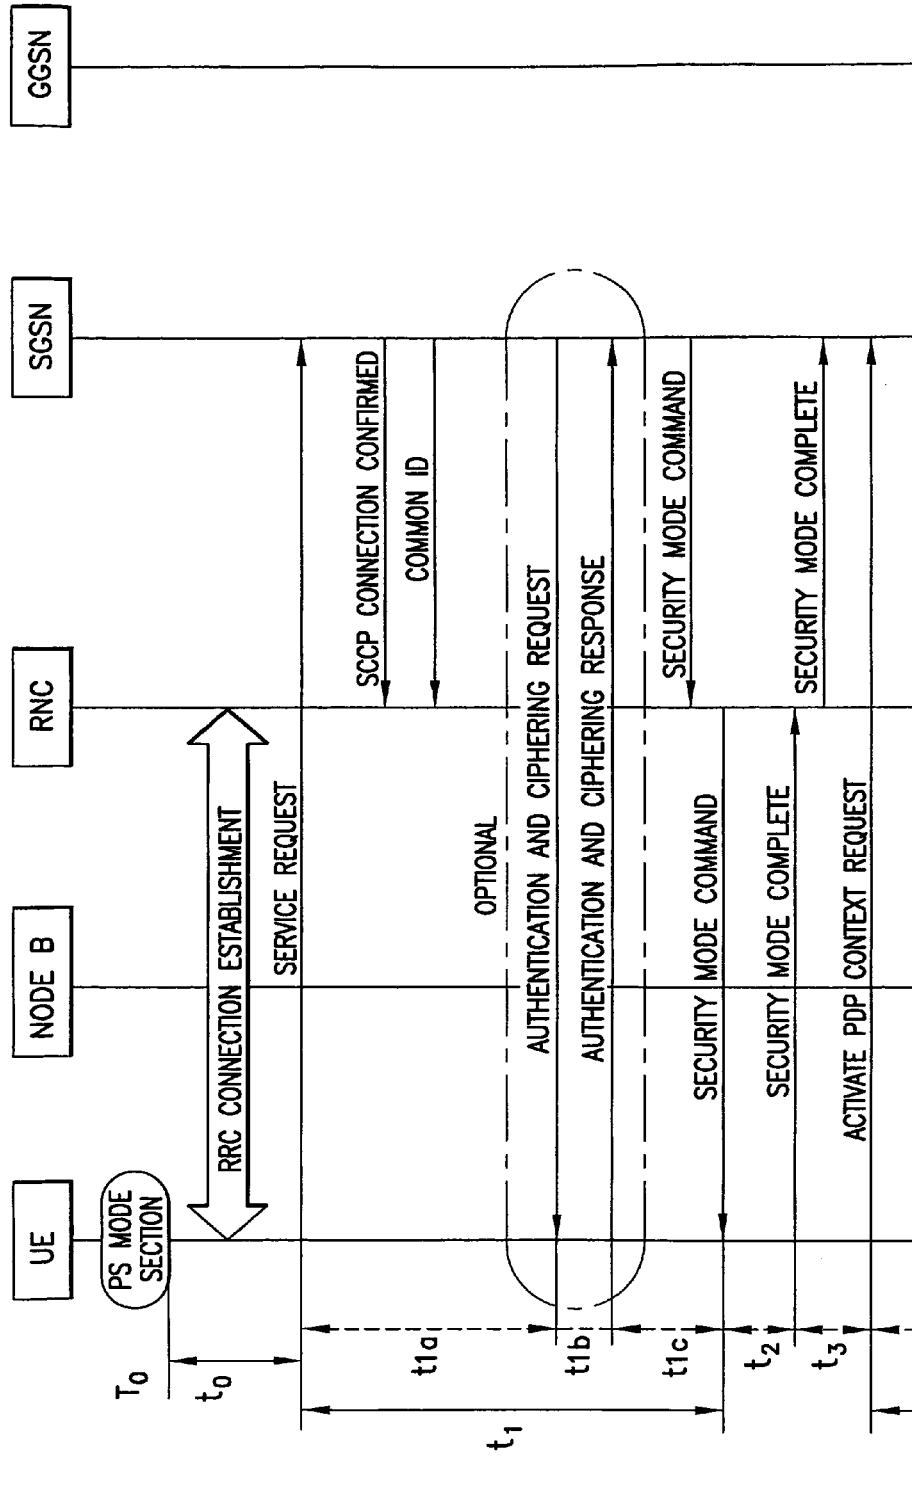 UE
NODE B
RNC
SGSN
GGSN
PS MODE
SECTION
T0
t0
RRC CONNECTION ESTABLISHMENT
SERVICE REQUEST
SCCP CONNECTION CONFIRMED
COMMON ID
OPTIONAL
t1
t1a
AUTHENTICATION AND CIPHERING REQUEST
t1b
AUTHENTICATION AND CIPHERING RESPONSE
t1c
SECURITY MODE COMMAND
SECURITY MODE COMMAND
t2
SECURITY MODE COMPLETE
SECURITY MODE COMPLETE
t3
ACTIVATE PDP CONTEXT REQUEST